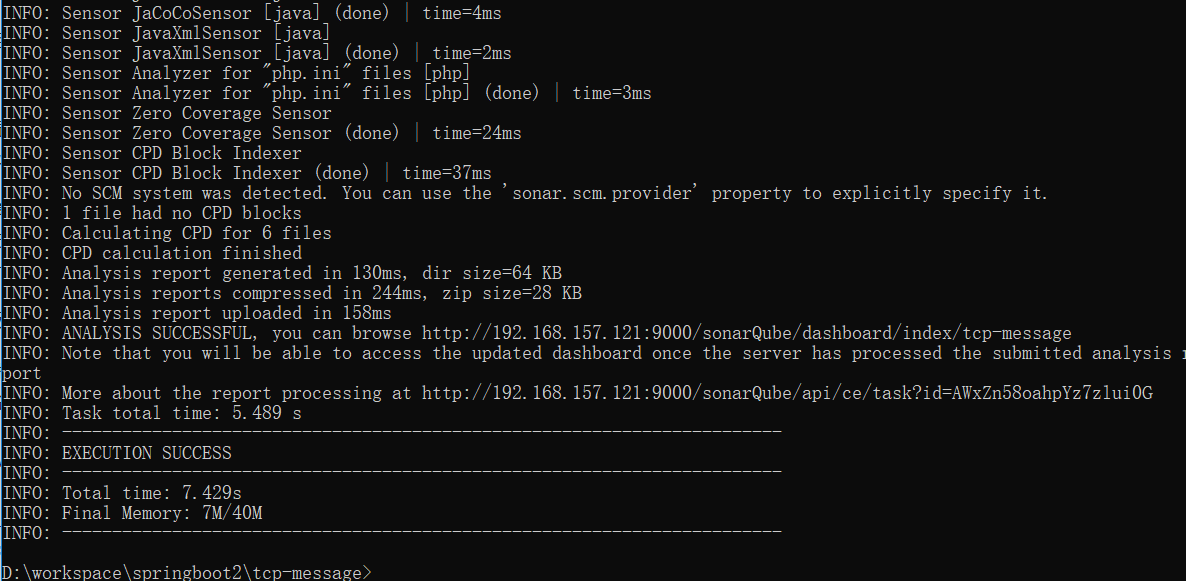 INFO: Sensor JaCoCoSensor [java] (done) | time=4ms
INFO: Sensor JavaXmlSensor [java]
INFO: Sensor JavaXmlSensor [java] (done) | time=2ms
INFO: Sensor Analyzer for "php.ini" files [php]
INFO: Sensor Analyzer for "php.ini" files [php] (done) | time=3ms
INFO: Sensor Zero Coverage Sensor
INFO: Sensor Zero Coverage Sensor (done) | time=24ms
INFO: Sensor CPD Block Indexer
INFO: Sensor CPD Block Indexer (done) | time=37ms
INFO: No SCM system was detected. You can use the 'sonar.scm.provider' property to explicitly specify it.
INFO: 1 file had no CPD blocks
INFO: Calculating CPD for 6 files
INFO: CPD calculation finished
INFO: Analysis report generated in 130ms, dir size=64 KB
INFO: Analysis reports compressed in 244ms, zip size=28 KB
INFO: Analysis report uploaded in 158ms
INFO: ANALYSIS SUCCESSFUL, you can browse http://192.168.157.121:9000/sonarQube/dashboard/index/tcp-message
INFO: Note that you will be able to access the updated dashboard once the server has processed the submitted analysis r
port
INFO: More about the report processing at http://192.168.157.121:9000/sonarQube/api/ce/task?id=AWxZn58oahpYz7zlui0G
INFO: Task total time: 5.489 s
INFO: ------------------------------------------------------------------------
INFO: EXECUTION SUCCESS
INFO: ------------------------------------------------------------------------
INFO: Total time: 7.429s
INFO: Final Memory: 7M/40M
INFO: ------------------------------------------------------------------------
D:\workspace\springboot2\tcp-message>